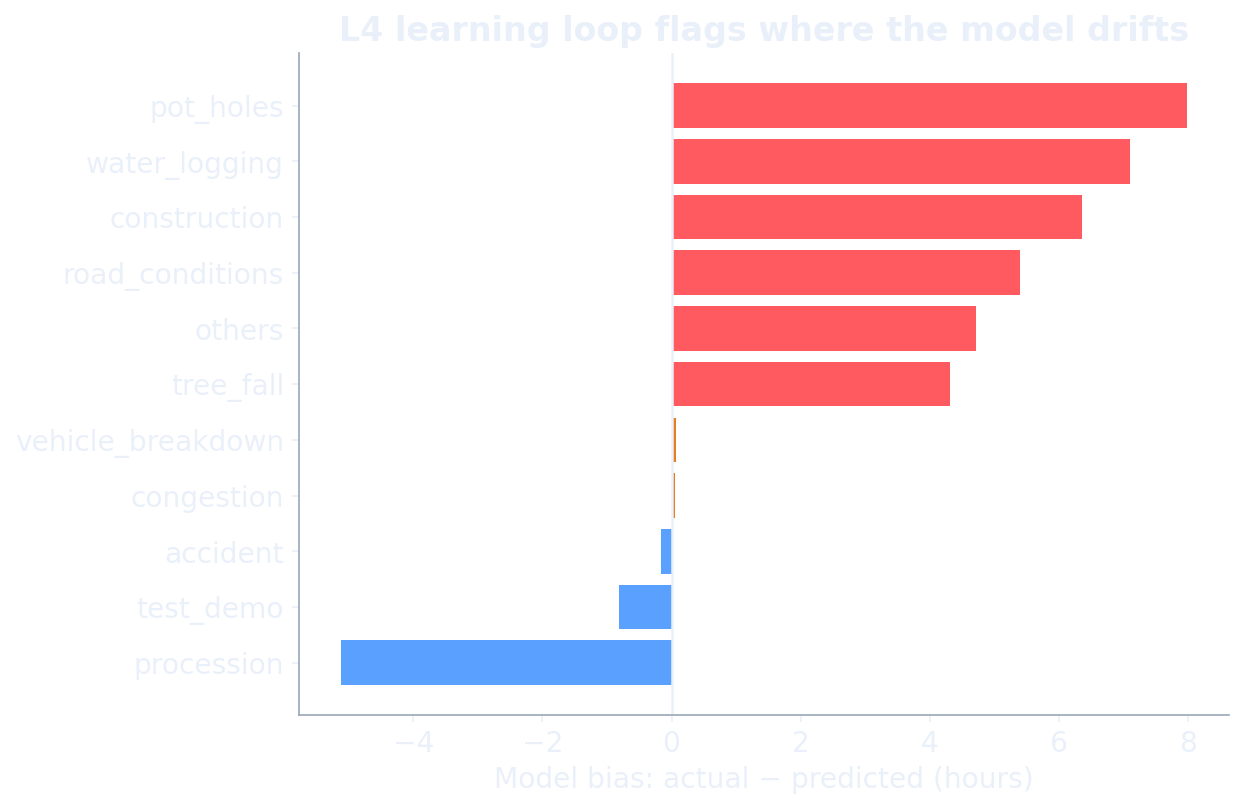 L4 learning loop flags where the model drifts
pot_holes
water_logging
construction
road_conditions
others
tree_fall
vehicle_breakdown
congestion
accident
test_demo
procession
−4 −2 0 2 4 6 8
Model bias: actual − predicted (hours)